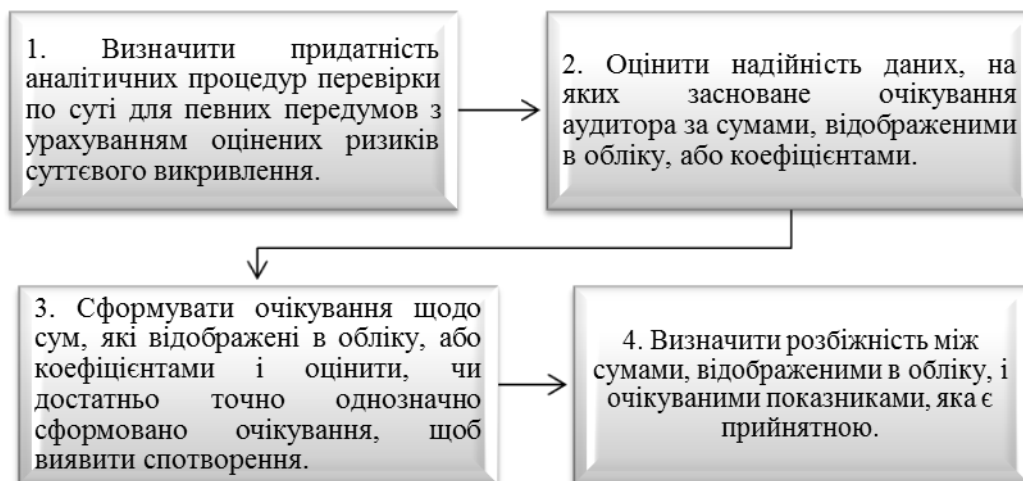 1. Визначити придатність
аналітичних процедур перевірки
по суті для певних передумов з
урахуванням оцінених ризиків
суттєвого викривлення.
2. Оцінити надійність даних, на
яких засноване очікування
аудитора за сумами, відображеними
в обліку, або коефіцієнтами.
3. Сформувати очікування щодо
сум, які відображені в обліку, або
коефіцієнтами і оцінити, чи
достатньо точно однозначно
сформовано очікування, щоб
виявити спотворення.
4. Визначити розбіжність між
сумами, відображеними в обліку, і
очікуваними показниками, яка є
прийнятною.